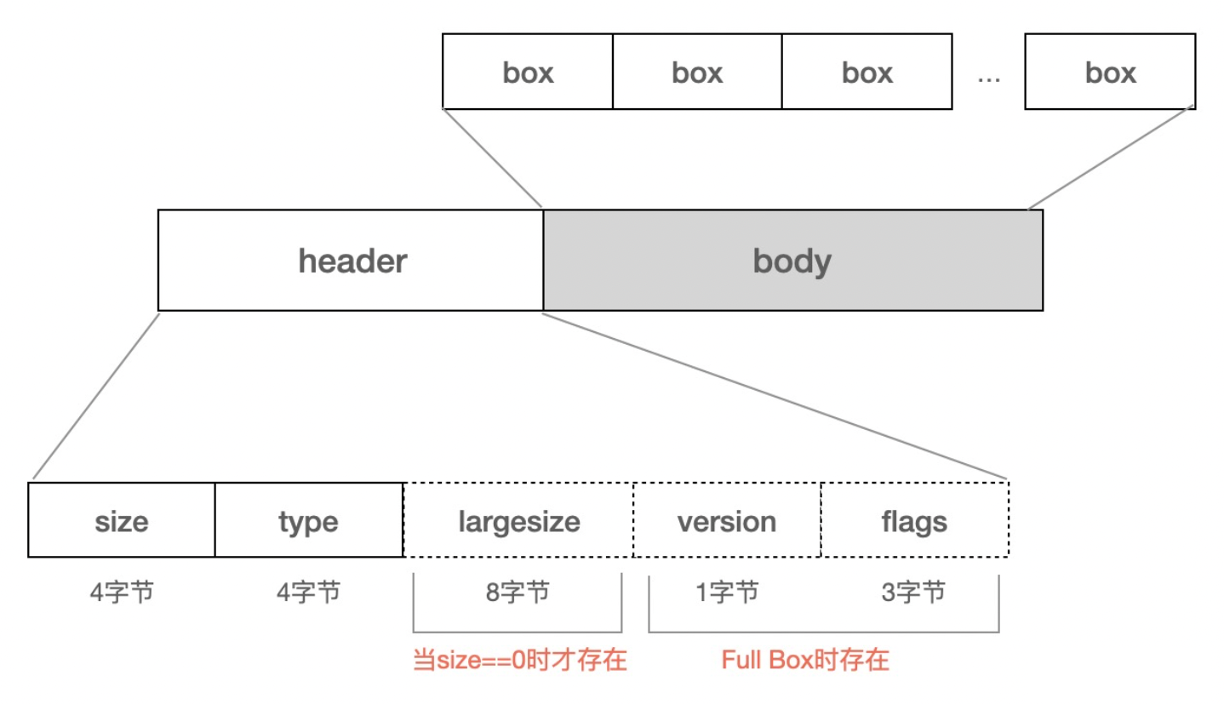 box box box ... box
header body
size type largesize version flags
4字节 4字节 8字节 1字节 3字节
当size==0时才存在 Full Box时存在